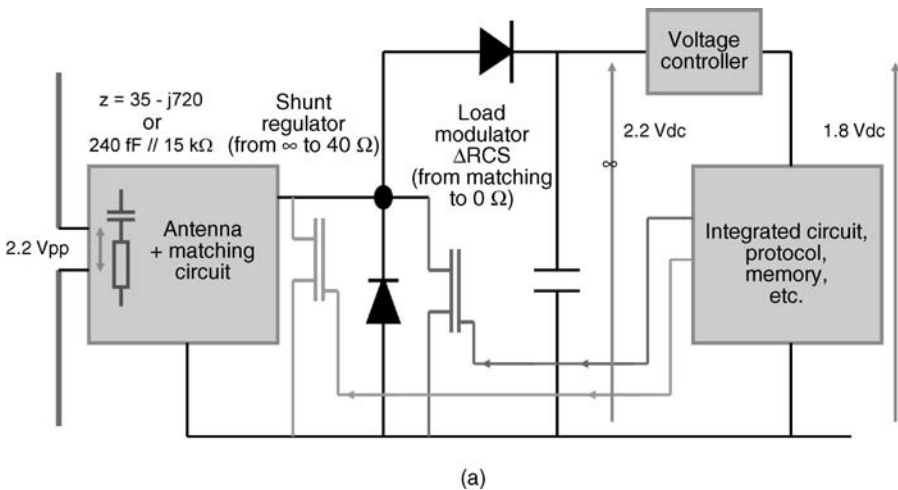 z = 35 - j720
or
240 fF // 15 kΩ
Shunt
regulator
(from ∞ to 40 Ω)
Load
modulator
ΔRCS
(from matching
to 0 Ω)
Voltage
controller
2.2 Vdc
∞
1.8 Vdc
2.2 Vpp
Antenna
+ matching
circuit
Integrated circuit,
protocol,
memory,
etc.
(a)